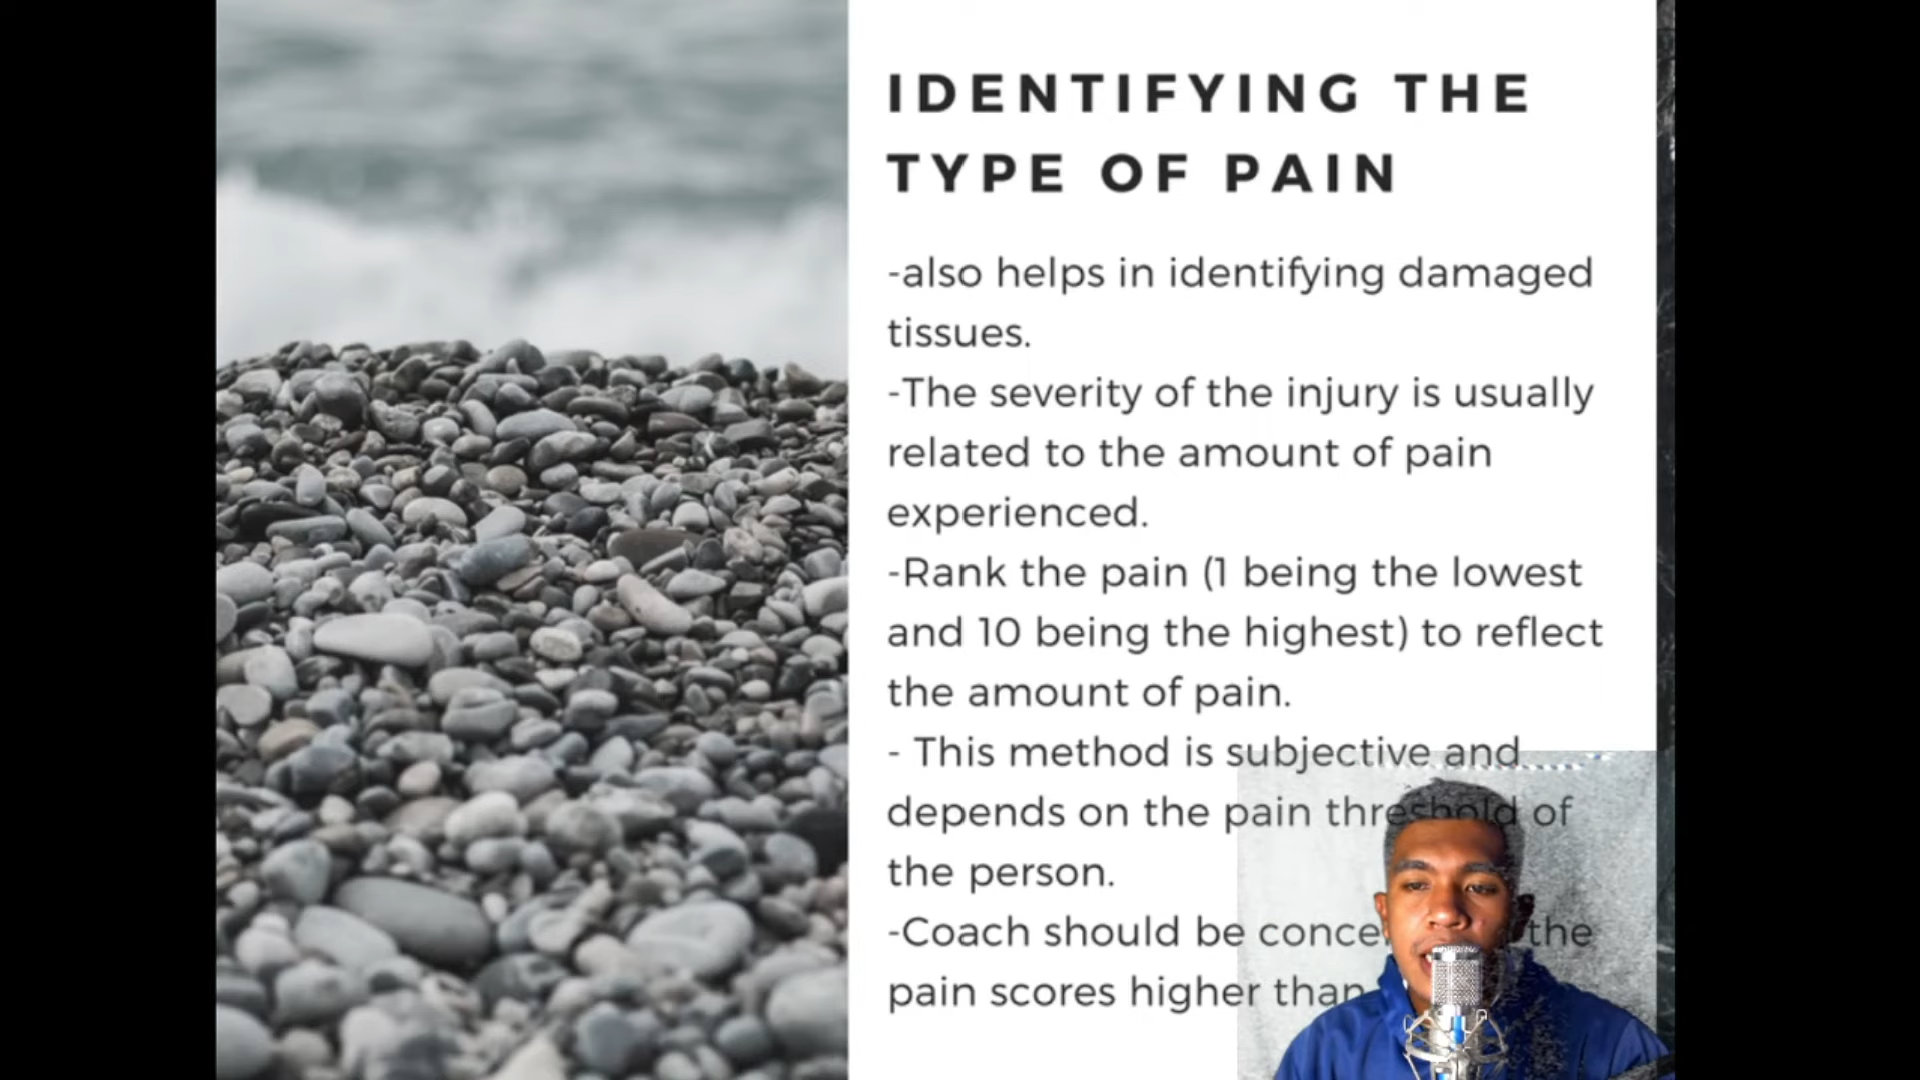 IDENTIFYING THE
TYPE OF PAIN
-also helps in identifying damaged
tissues.
-The severity of the injury is usually
related to the amount of pain
experienced.
-Rank the pain (1 being the lowest
and 10 being the highest) to reflect
the amount of pain.
- This method is subjective and
depends on the pain threshold of
the person.
-Coach should be the
pain scores higher than